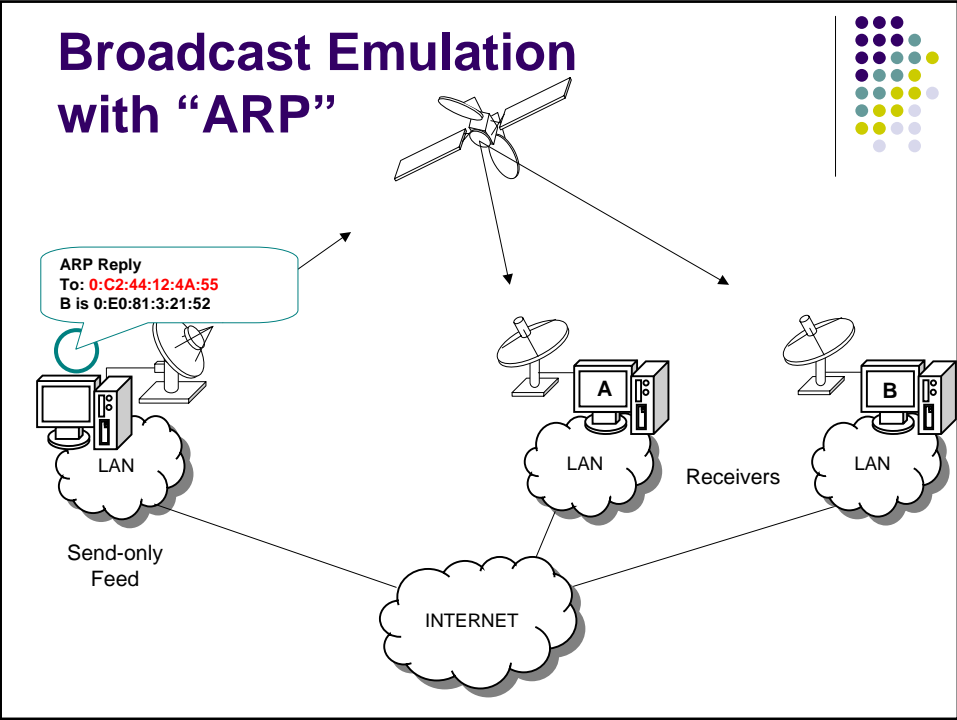 Broadcast Emulation
with “ARP”
ARP Reply
To: 0:C2:44:12:4A:55
B is 0:E0:81:3:21:52
A
B
LAN
LAN
Receivers
LAN
Send-only
Feed
INTERNET